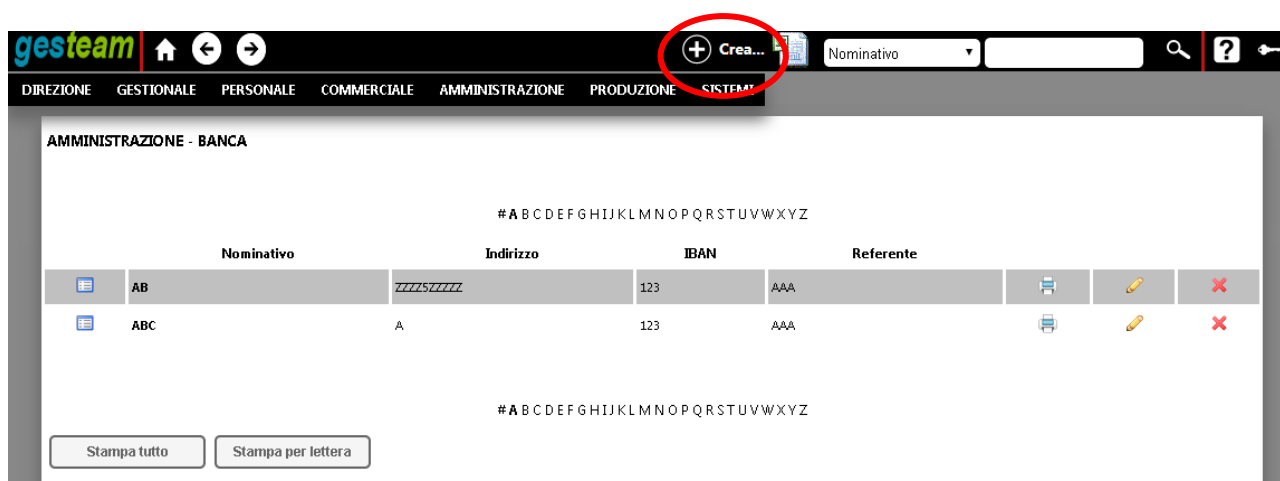 gesteam Crea... Nominativo ?
DIREZIONE GESTIONALE PERSONALE COMMERCIALE AMMINISTRAZIONE PRODUZIONE SISTEMI
AMMINISTRAZIONE - BANCA
# A B C D E F G H I J K L M N O P Q R S T U V W X Y Z
Nominativo Indirizzo IBAN Referente
AB ZZZZSZZZZZ 123 AAA
ABC A 123 AAA
# A B C D E F G H I J K L M N O P Q R S T U V W X Y Z
Stampa tutto Stampa per lettera